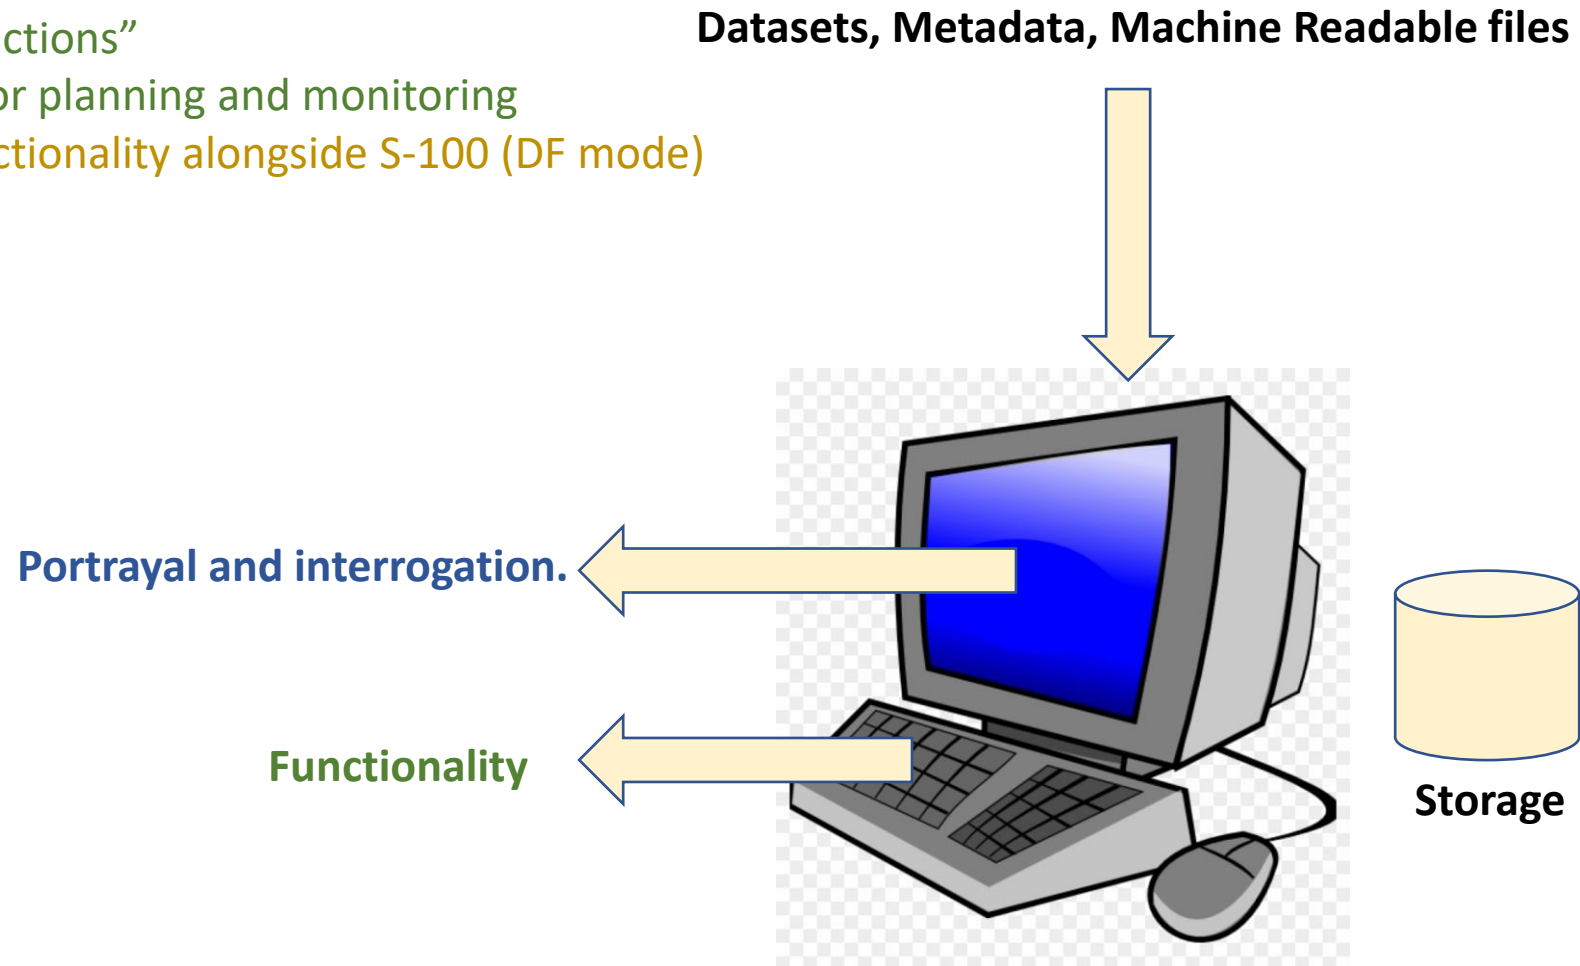 ctions”
or planning and monitoring
ctionality alongside S-100 (DF mode)
Datasets, Metadata, Machine Readable files
Portrayal and interrogation.
Functionality
Storage